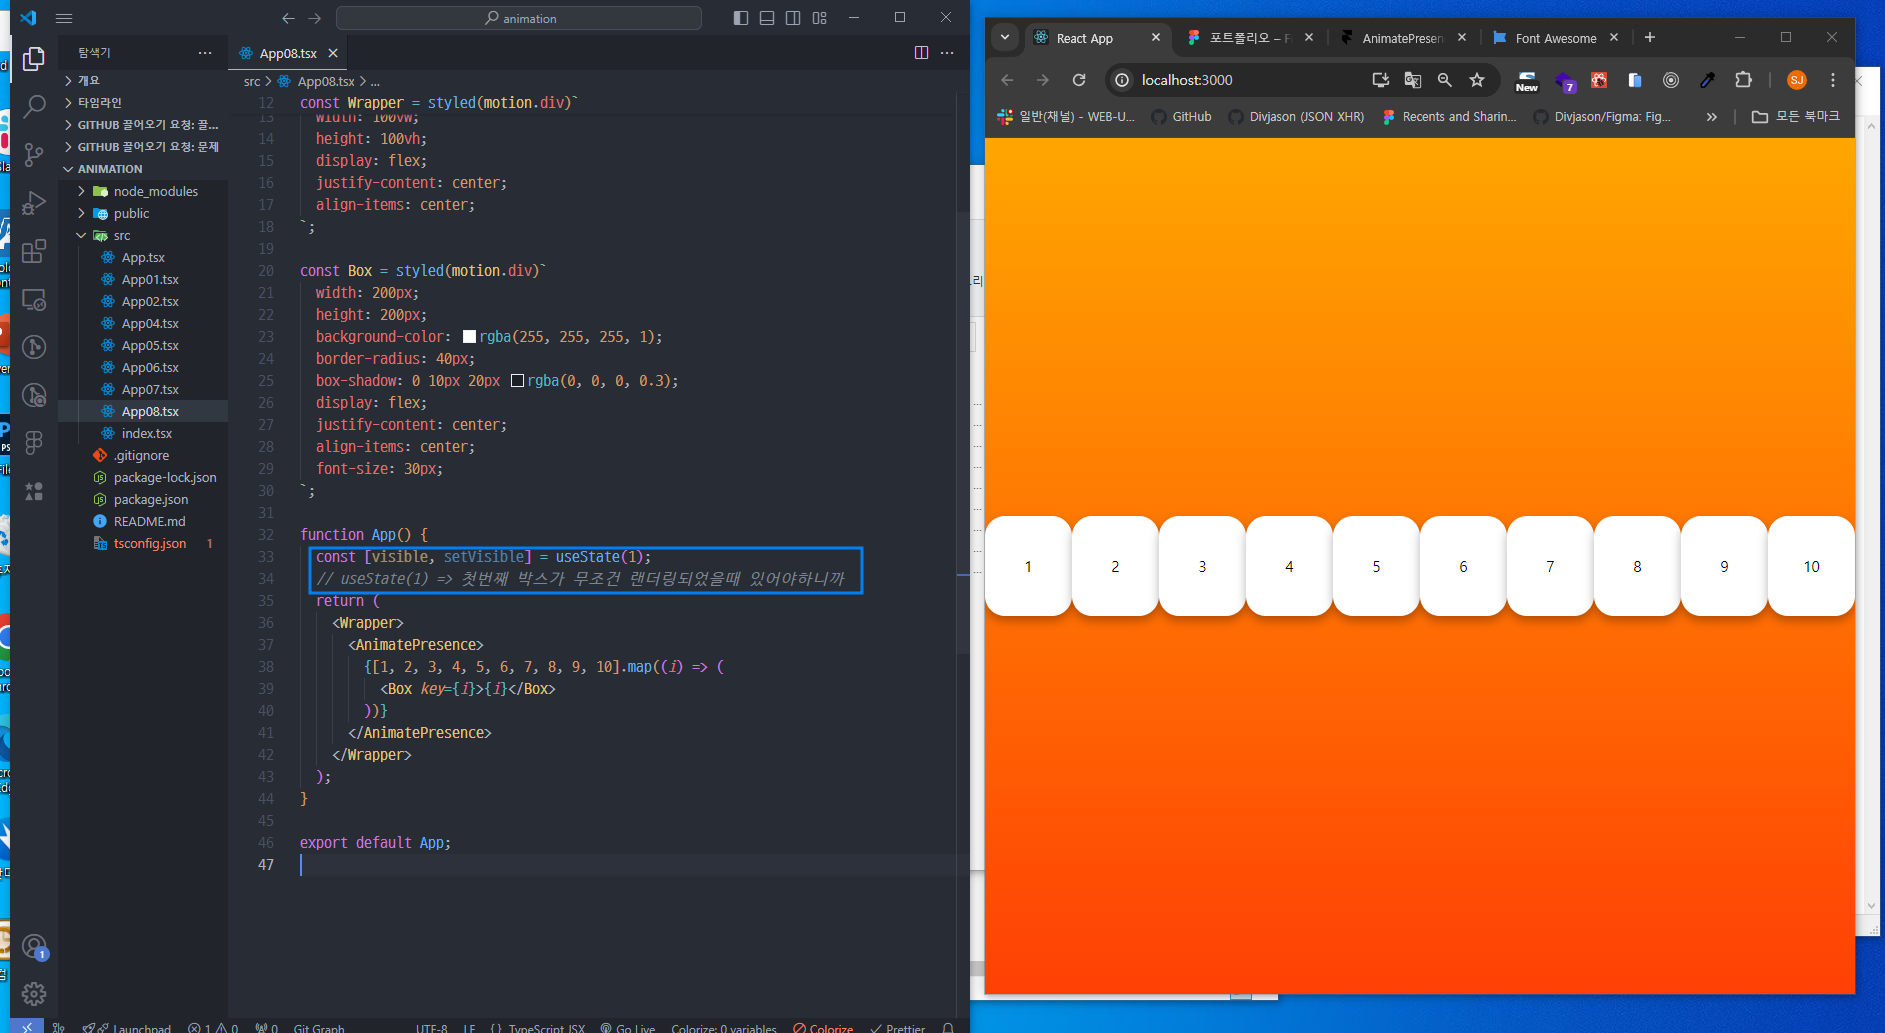 animation
탐색기
App08.tsx
개요
타임라인
GITHUB 끌어오기 요청: 끌...
GITHUB 끌어오기 요청: 문제
ANIMATION
node_modules
public
src
App.tsx
App01.tsx
App02.tsx
App04.tsx
App05.tsx
App06.tsx
App07.tsx
App08.tsx
index.tsx
.gitignore
package-lock.json
package.json
README.md
tsconfig.json 1
src > App08.tsx > ...
12 const Wrapper = styled(motion.div)`
13 width: 100vw;
14 height: 100vh;
15 display: flex;
16 justify-content: center;
17 align-items: center;
18 `;
19
20 const Box = styled(motion.div)`
21 width: 200px;
22 height: 200px;
23 background-color: rgba(255, 255, 255, 1);
24 border-radius: 40px;
25 box-shadow: 0 10px 20px rgba(0, 0, 0, 0.3);
26 display: flex;
27 justify-content: center;
28 align-items: center;
29 font-size: 30px;
30 `;
31
32 function App() {
33 const [visible, setVisible] = useState(1);
34 // useState(1) => 첫번째 박스가 무조건 랜더링되었을때 있어야하니까
35 return (
36 <Wrapper>
37 <AnimatePresence>
38 {[1, 2, 3, 4, 5, 6, 7, 8, 9, 10].map((i) => (
39 <Box key={i}>{i}</Box>
40 ))}
41 </AnimatePresence>
42 </Wrapper>
43 );
44 }
45
46 export default App;
47
1
Launchpad 1 0 0 Git Graph UTF-8 LF {} TypeScript JSX Go Live Colorize: 0 variables Colorize Prettier
React App
포트폴리오 – F
AnimatePresen
Font Awesome
localhost:3000
New
7
SJ
일반(채널) - WEB-U...
GitHub
Divjason (JSON XHR)
Recents and Sharin...
Divjason/Figma: Fig...
»
모든 북마크
1 2 3 4 5 6 7 8 9 10